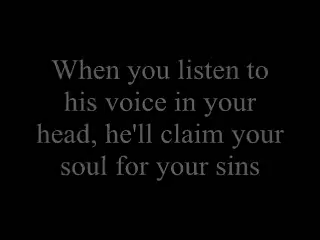 When you listen to
his voice in your
head, he'll claim your
soul for your sins